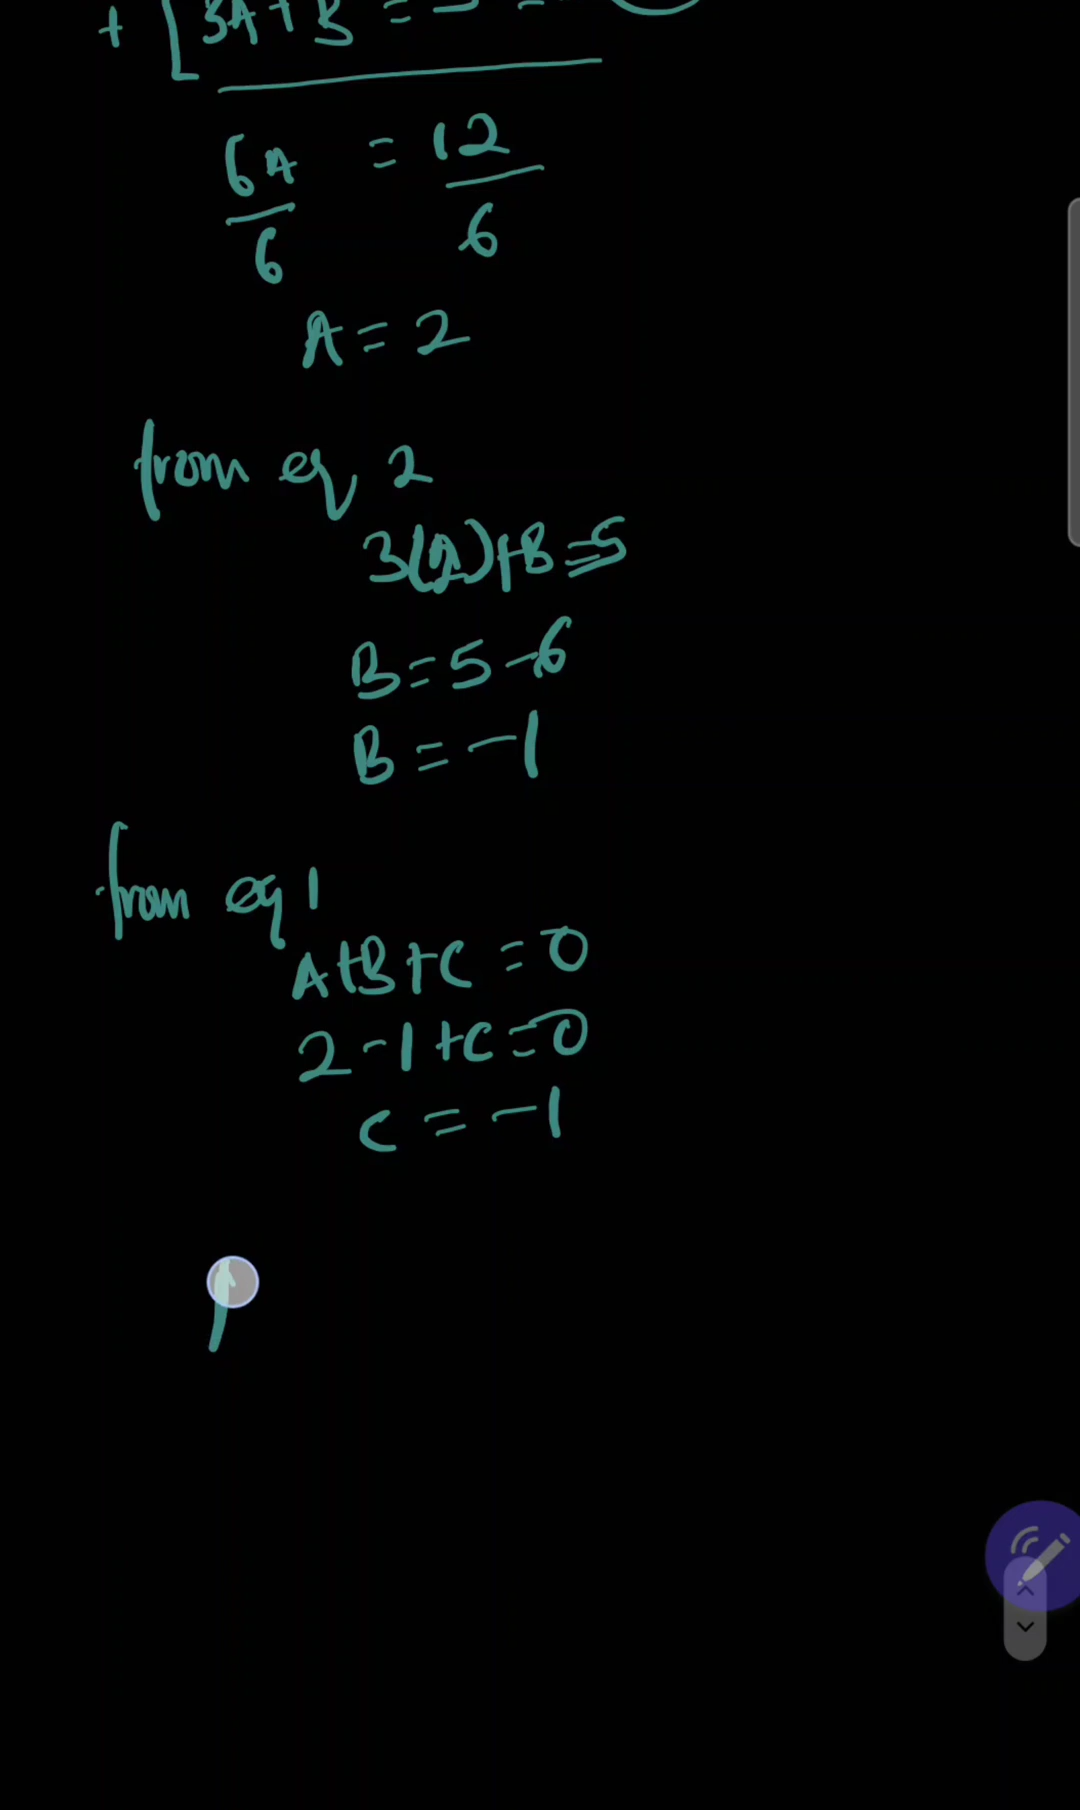 + [3A+B = 5
6A = 12
6 6
A = 2
from eq 2
3(2)+B=5
B=5-6
B = -1
from eq 1
A+B+C = 0
2-1+C=0
C = -1